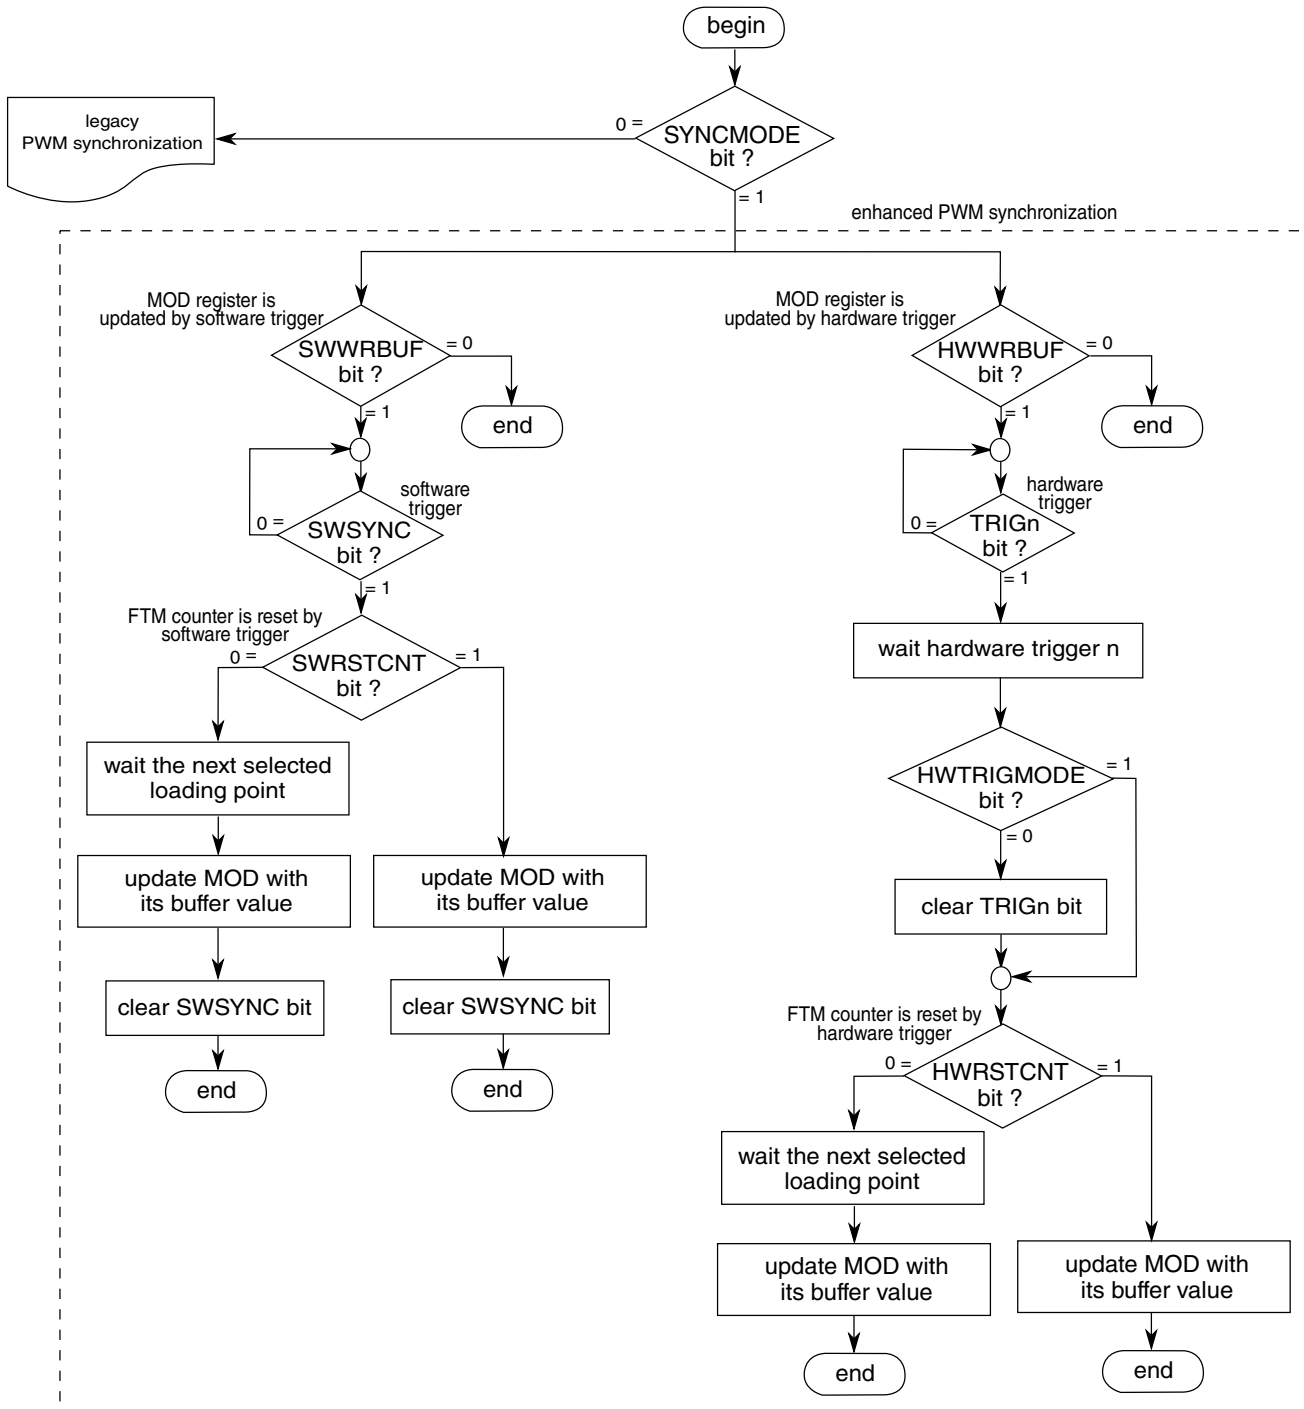 begin
legacy
PWM synchronization
0 =
SYNCMODE
bit ?
= 1
enhanced PWM synchronization
MOD register is
updated by software trigger
SWWRBUF
bit ?
= 0
end
= 1
software
trigger
0 =
SWSYNC
bit ?
= 1
FTM counter is reset by
software trigger
0 =
SWRSTCNT
bit ?
= 1
wait the next selected
loading point
update MOD with
its buffer value
clear SWSYNC bit
end
update MOD with
its buffer value
clear SWSYNC bit
end
MOD register is
updated by hardware trigger
HWWRBUF
bit ?
= 0
end
= 1
hardware
trigger
0 =
TRIGn
bit ?
= 1
wait hardware trigger n
HWTRIGMODE
bit ?
= 1
= 0
clear TRIGn bit
FTM counter is reset by
hardware trigger
0 =
HWRSTCNT
bit ?
= 1
wait the next selected
loading point
update MOD with
its buffer value
end
update MOD with
its buffer value
end